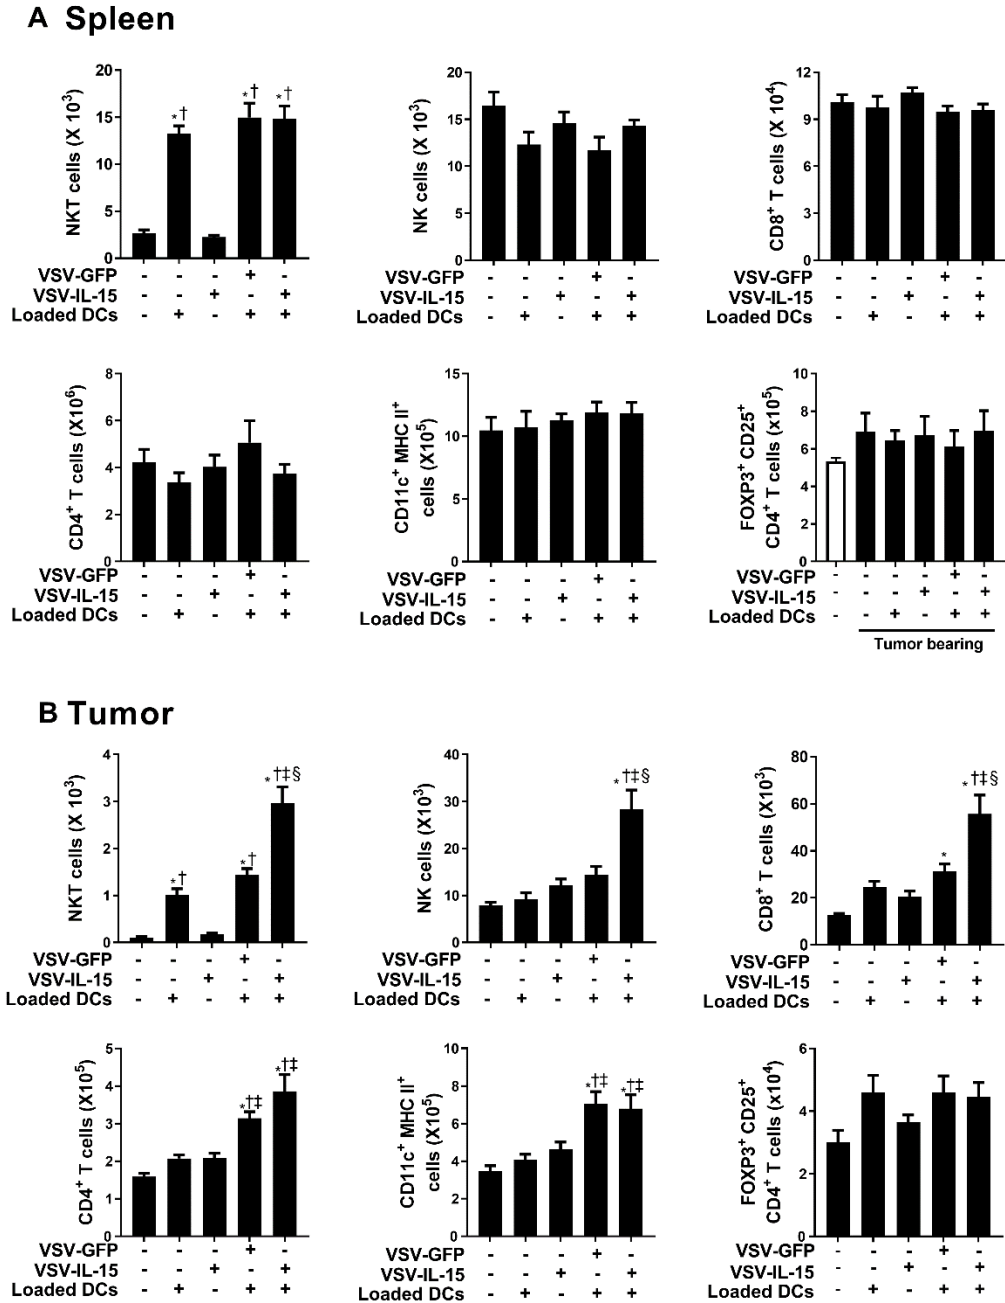 A Spleen
NKT cells (X 10³)
20
15
10
5
0
VSV-GFP - - - + -
VSV-IL-15 - - + - +
Loaded DCs - + - + +
NK cells (X 10³)
20
15
10
5
0
VSV-GFP - - - + -
VSV-IL-15 - - + - +
Loaded DCs - + - + +
CD8⁺ T cells (X 10⁴)
12
9
6
3
0
VSV-GFP - - - + -
VSV-IL-15 - - + - +
Loaded DCs - + - + +
*† *† *†
CD4⁺ T cells (X10⁶)
8
6
4
2
0
VSV-GFP - - - + -
VSV-IL-15 - - + - +
Loaded DCs - + - + +
CD11c⁺ MHC II⁺
cells (X10⁵)
15
10
5
0
VSV-GFP - - - + -
VSV-IL-15 - - + - +
Loaded DCs - + - + +
FOXP3⁺ CD25⁺
CD4⁺ T cells (x10⁵)
10
8
6
4
2
0
VSV-GFP - - - - + -
VSV-IL-15 - - - + - +
Loaded DCs - - + - + +
Tumor bearing
B Tumor
NKT cells (X 10³)
4
3
2
1
0
*† *† *†‡§
VSV-GFP - - - + -
VSV-IL-15 - - + - +
Loaded DCs - + - + +
NK cells (X10³)
40
30
20
10
0
*†‡§
VSV-GFP - - - + -
VSV-IL-15 - - + - +
Loaded DCs - + - + +
CD8⁺ T cells (X10³)
80
60
40
20
0
* *†‡§
VSV-GFP - - - + -
VSV-IL-15 - - + - +
Loaded DCs - + - + +
CD4⁺ T cells (X10⁵)
5
4
3
2
1
0
*†‡ *†‡
VSV-GFP - - - + -
VSV-IL-15 - - + - +
Loaded DCs - + - + +
CD11c⁺ MHC II⁺
cells (X10⁵)
10
8
6
4
2
0
*†‡ *†‡
VSV-GFP - - - + -
VSV-IL-15 - - + - +
Loaded DCs - + - + +
FOXP3⁺ CD25⁺
CD4⁺ T cells (x10⁴)
6
4
2
0
VSV-GFP - - - + -
VSV-IL-15 - - + - +
Loaded DCs - + - + +